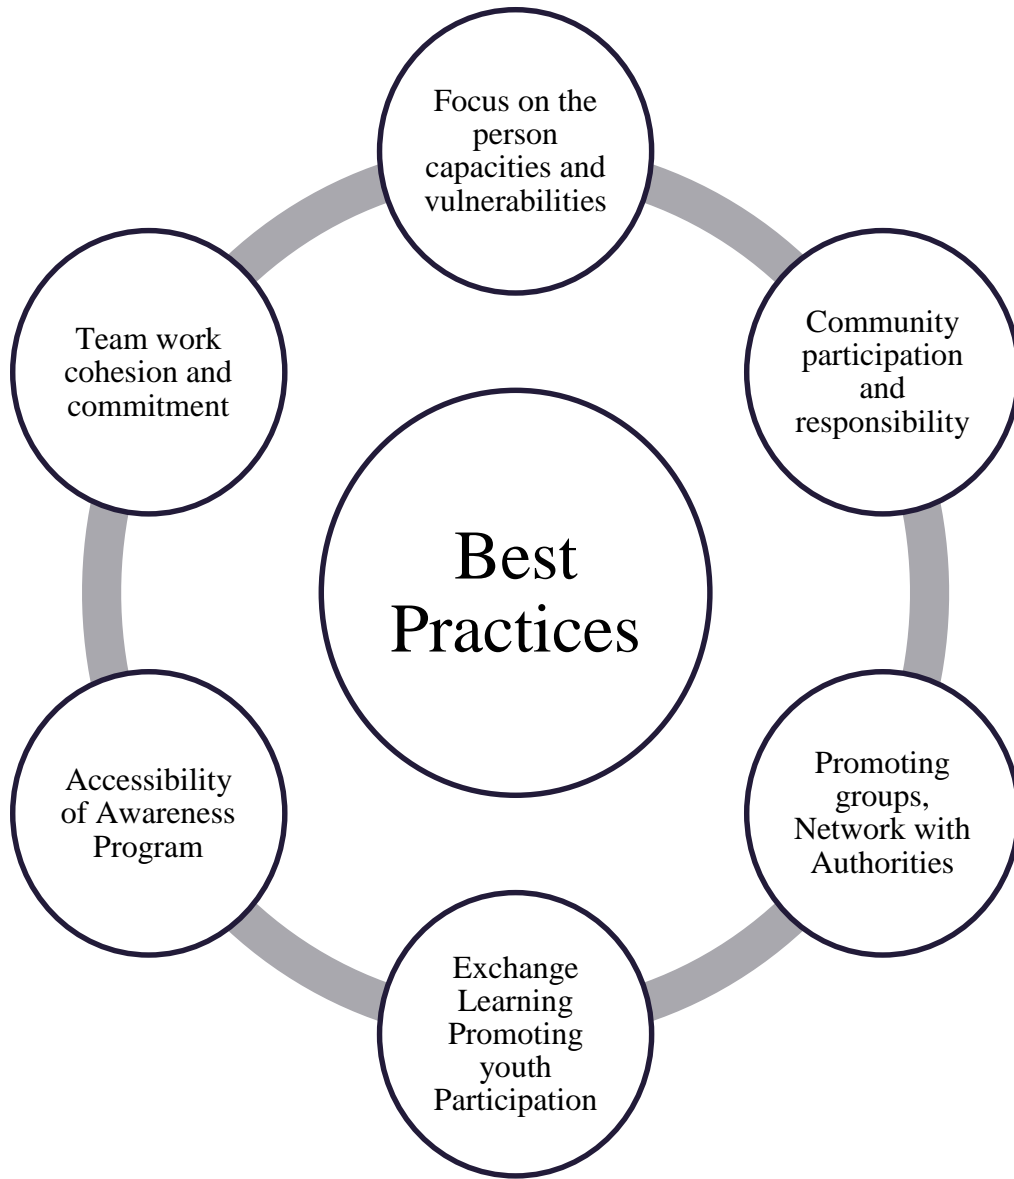 Focus on the
person
capacities and
vulnerabilities
Community
participation
and
responsibility
Promoting
groups,
Network with
Authorities
Exchange
Learning
Promoting
youth
Participation
Accessibility
of Awareness
Program
Team work
cohesion and
commitment
Best
Practices